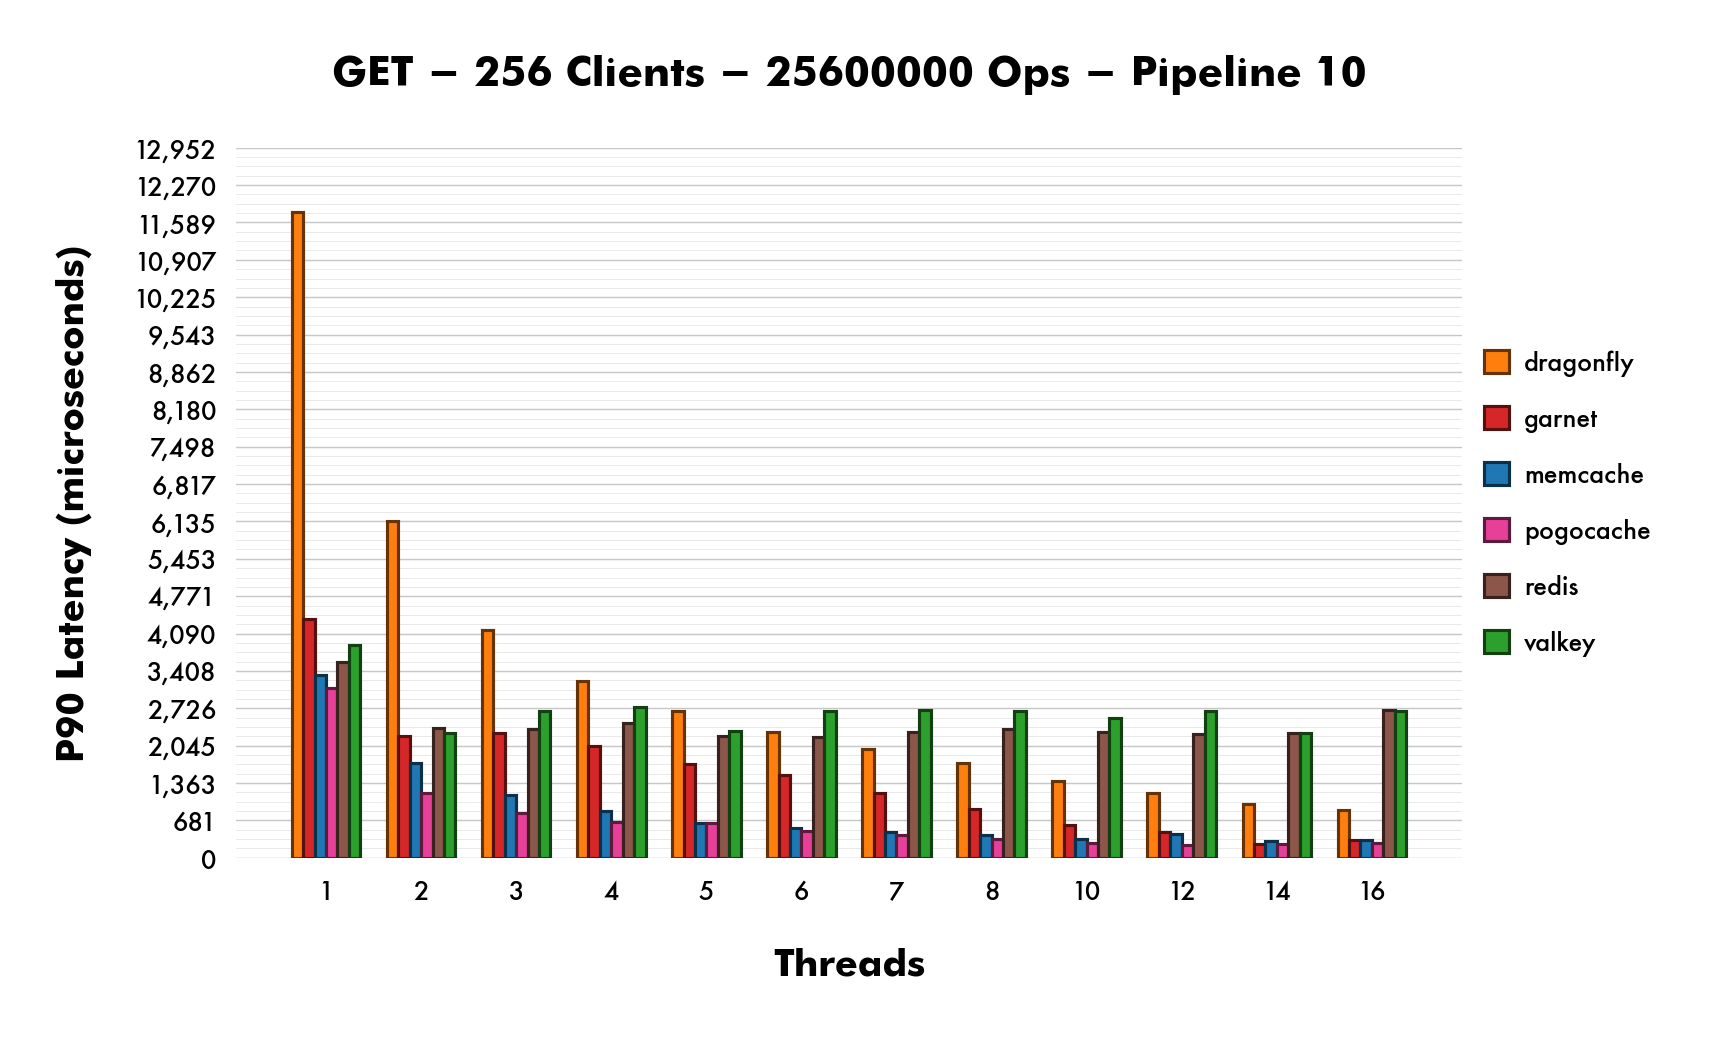 GET – 256 Clients – 25600000 Ops – Pipeline 10
P90 Latency (microseconds)
12,952
12,270
11,589
10,907
10,225
9,543
8,862
8,180
7,498
6,817
6,135
5,453
4,771
4,090
3,408
2,726
2,045
1,363
681
0
1 2 3 4 5 6 7 8 10 12 14 16
Threads
dragonfly
garnet
memcache
pogocache
redis
valkey